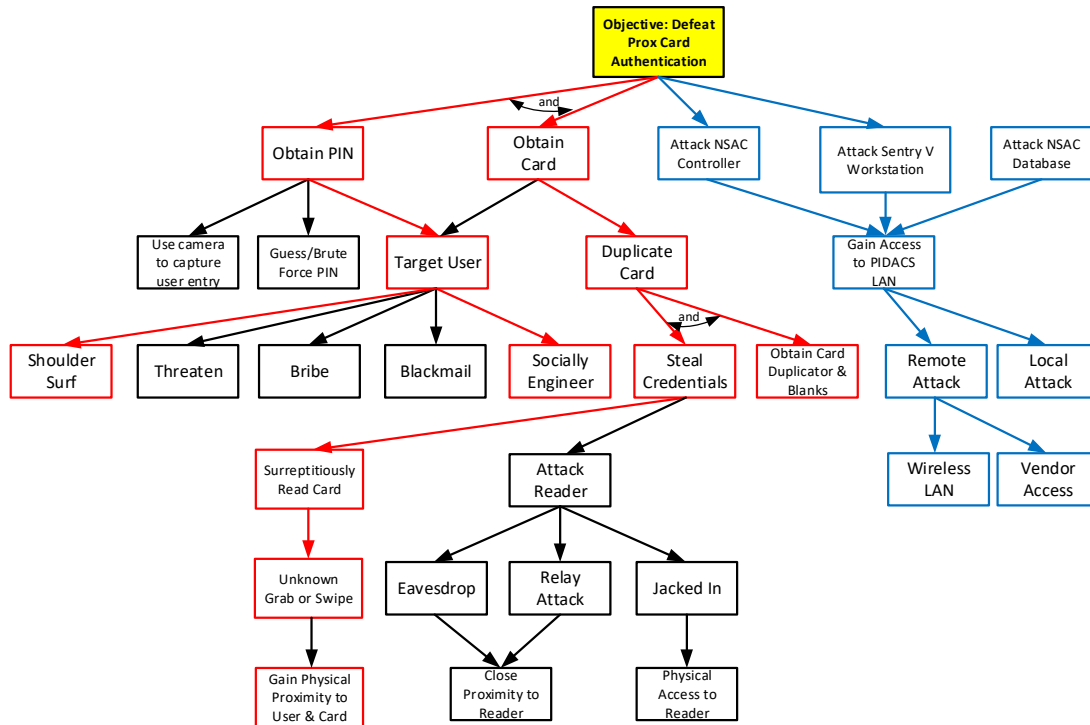 Objective: Defeat
Prox Card
Authentication
and
Obtain PIN
Obtain
Card
Attack NSAC
Controller
Attack Sentry V
Workstation
Attack NSAC
Database
Use camera
to capture
user entry
Guess/Brute
Force PIN
Target User
Duplicate
Card
Gain Access
to PIDACS
LAN
and
Shoulder
Surf
Threaten
Bribe
Blackmail
Socially
Engineer
Steal
Credentials
Obtain Card
Duplicator &
Blanks
Remote
Attack
Local
Attack
Surreptitiously
Read Card
Attack
Reader
Wireless
LAN
Vendor
Access
Unknown
Grab or Swipe
Eavesdrop
Relay
Attack
Jacked In
Gain Physical
Proximity to
User & Card
Close
Proximity to
Reader
Physical
Access to
Reader